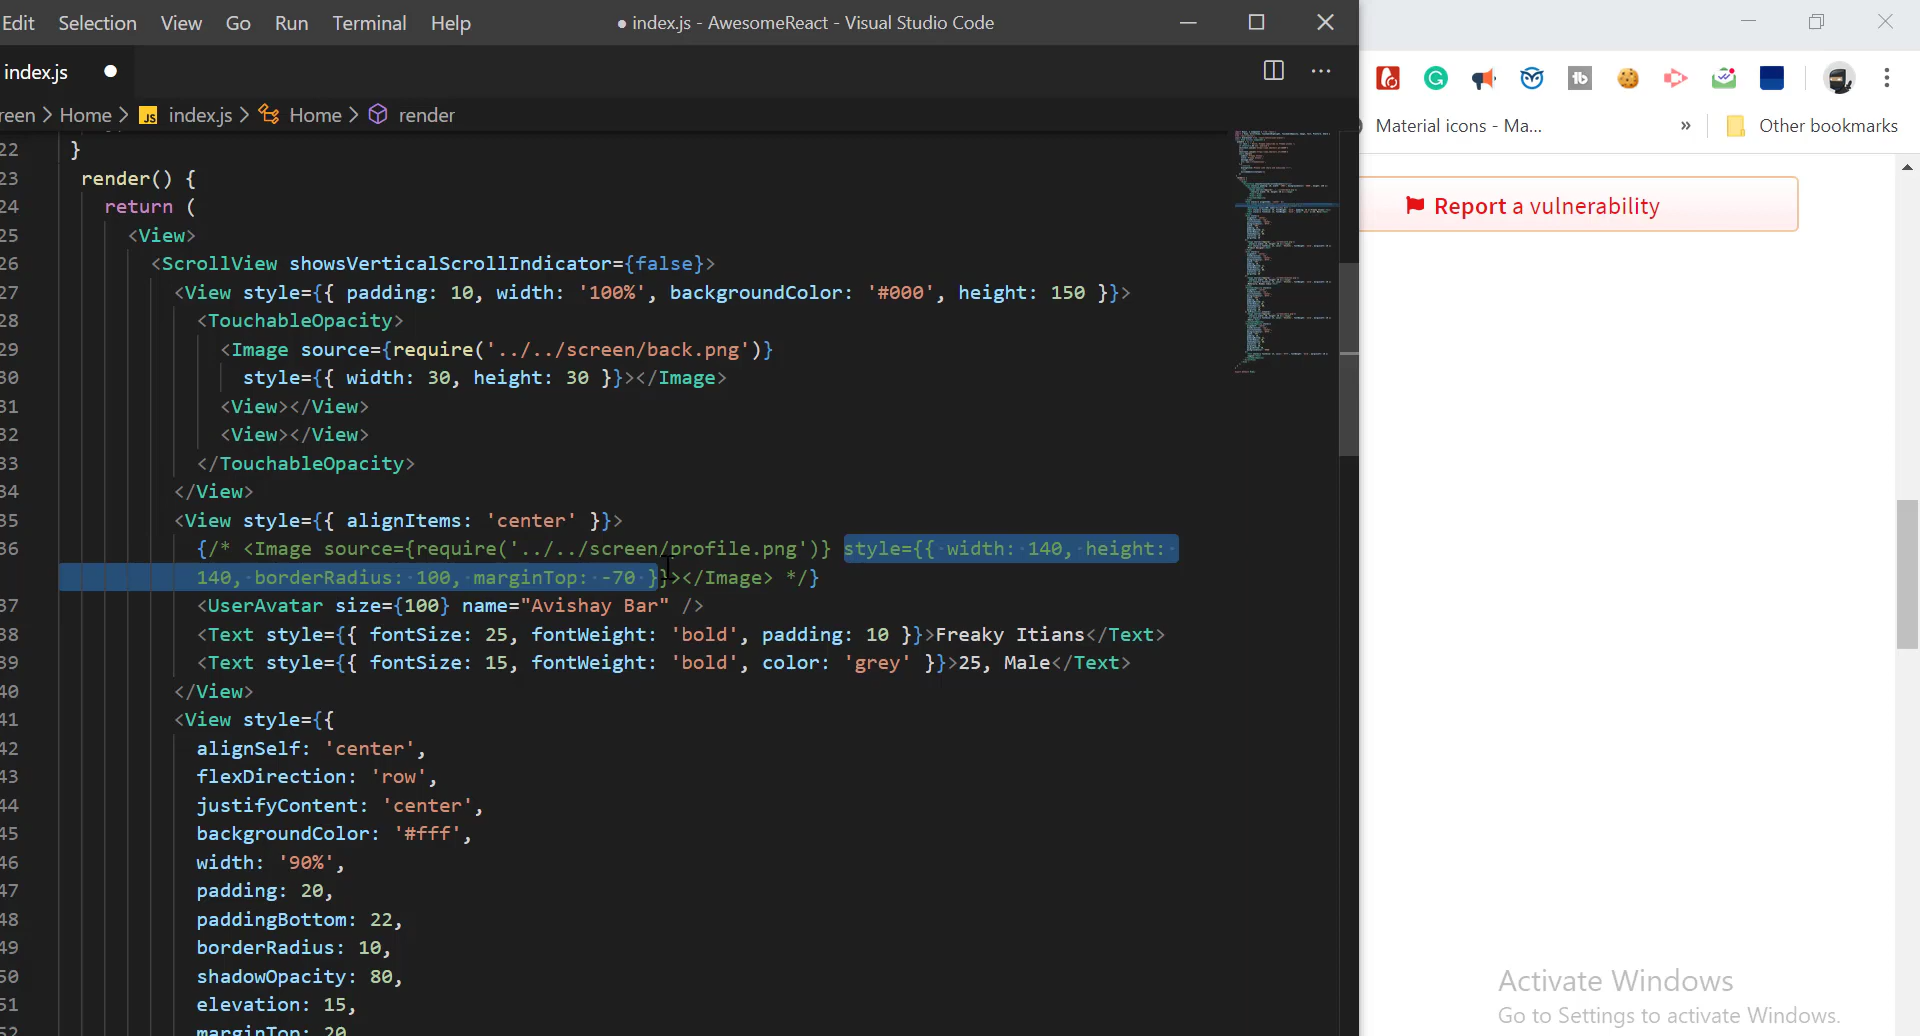 Edit Selection View Go Run Terminal Help
● index.js - AwesomeReact - Visual Studio Code
index.js
reen > Home > JS index.js > Home > render
22 }
23 render() {
24 return (
25 <View>
26 <ScrollView showsVerticalScrollIndicator={false}>
27 <View style={{ padding: 10, width: '100%', backgroundColor: '#000', height: 150 }}>
28 <TouchableOpacity>
29 <Image source={require('../../screen/back.png')}
30 style={{ width: 30, height: 30 }}></Image>
31 <View></View>
32 <View></View>
33 </TouchableOpacity>
34 </View>
35 <View style={{ alignItems: 'center' }}>
36 {/* <Image source={require('../../screen/profile.png')} style={{ width: 140, height:
140, borderRadius: 100, marginTop: -70 }}></Image> */}
37 <UserAvatar size={100} name="Avishay Bar" />
38 <Text style={{ fontSize: 25, fontWeight: 'bold', padding: 10 }}>Freaky Itians</Text>
39 <Text style={{ fontSize: 15, fontWeight: 'bold', color: 'grey' }}>25, Male</Text>
40 </View>
41 <View style={{
42 alignSelf: 'center',
43 flexDirection: 'row',
44 justifyContent: 'center',
45 backgroundColor: '#fff',
46 width: '90%',
47 padding: 20,
48 paddingBottom: 22,
49 borderRadius: 10,
50 shadowOpacity: 80,
51 elevation: 15,
52 marginTop: 20
tb
Material icons - Ma...
»
Other bookmarks
Report a vulnerability
Activate Windows
Go to Settings to activate Windows.